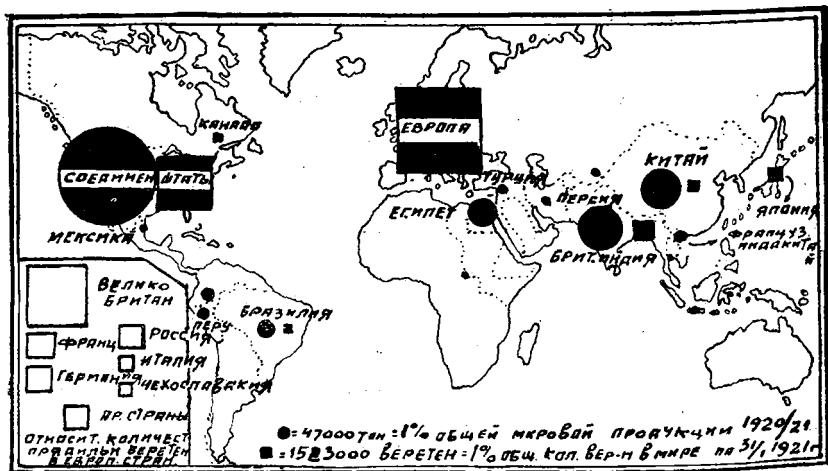 КАНАДА
ЕВРОПА
СОЕДИНЕН ШТАТЫ
КИТАЙ
ТУРЦИЯ
ПЕРСИЯ
ЕГИПЕТ
ЯПОНИЯ
МЕКСИКА
БРИТ. ИНДИЯ
ФРАНЦУЗ.
ИНДАКИТАЙ
ВЕЛИКО
БРИТАН
БРАЗИЛИЯ
ПЕРУ
ФРАНЦ
РОССИЯ
ИТАЛИЯ
ГЕРМАНИЯ
ЧЕХОСЛАВАКИЯ
ДР. СТРАНЫ
ОТНОСИТ. КОЛИЧЕСТ
ПРЯДИЛЬН ВЕРЕТЕН
В ЕВРОП. СТРАН.
=47000 ТОН =1% ОБЩЕЙ МИРОВОЙ ПРОДУКЦИИ 1920/21
=1523000 ВЕРЕТЕН =1% ОБЩ. КОЛ. ВЕР-Н В МИРЕ НА 31/1 1921 г